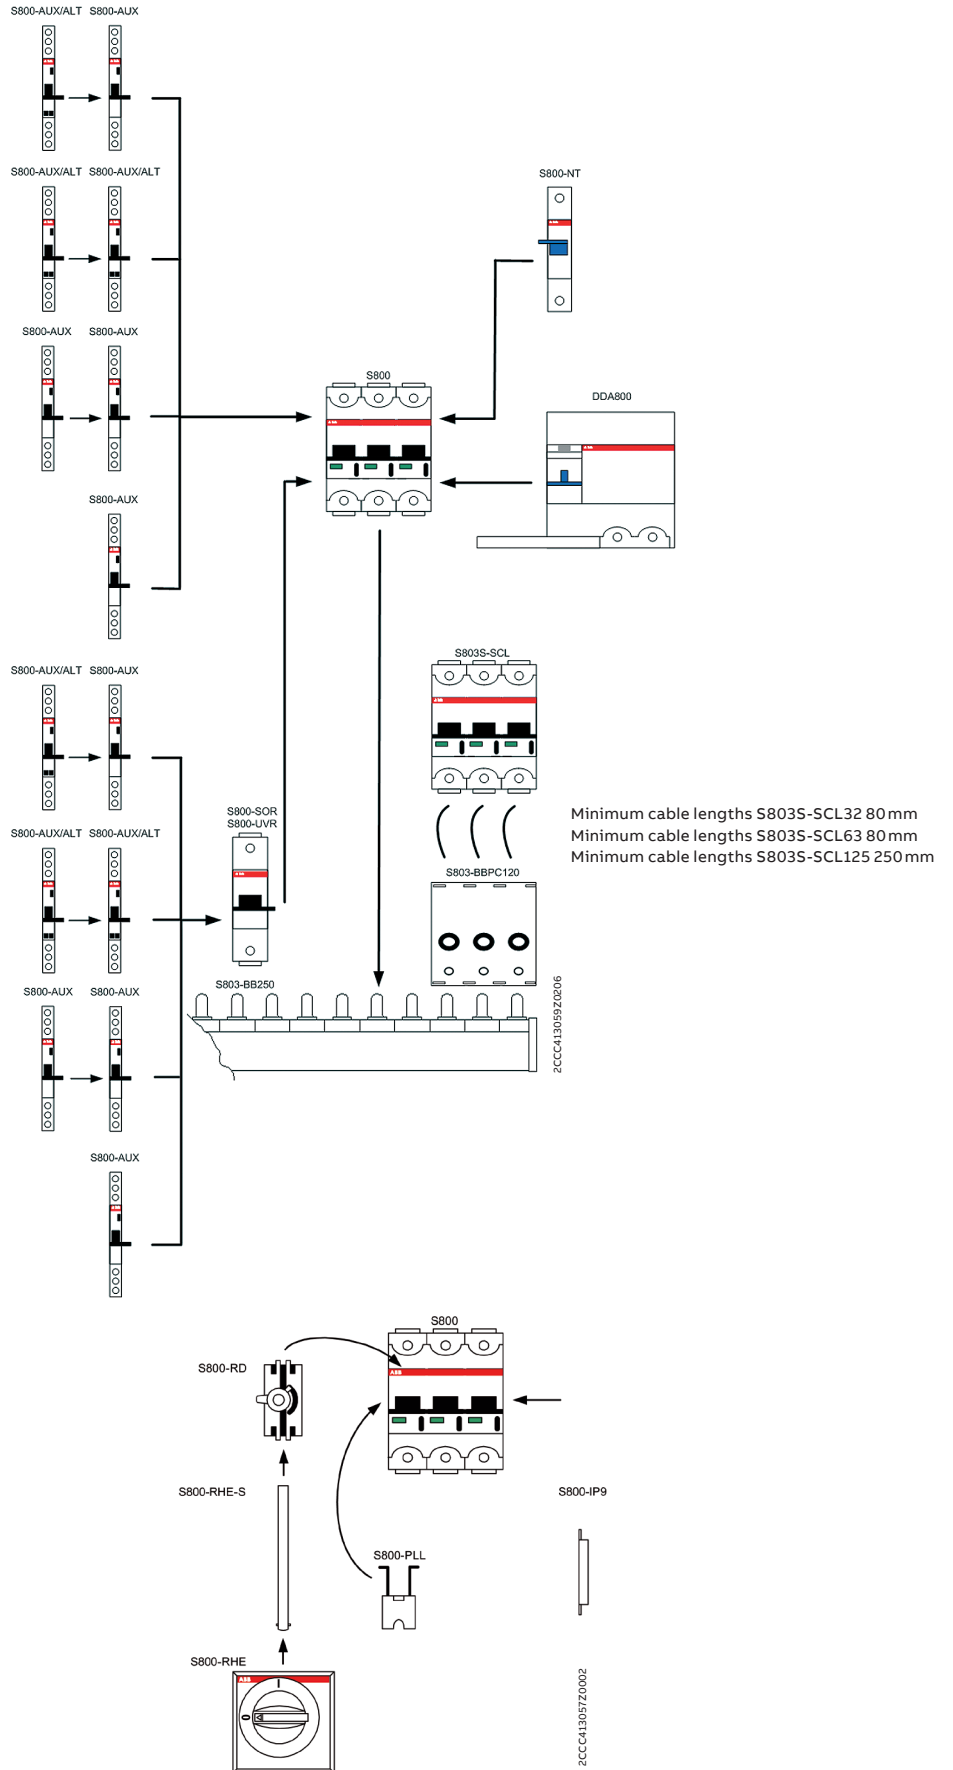 S800-AUX/ALT S800-AUX
S800-AUX/ALT S800-AUX/ALT
S800-NT
S800-AUX S800-AUX
S800
DDA800
S800-AUX
S803S-SCL
S800-AUX/ALT S800-AUX
Minimum cable lengths S803S-SCL32 80 mm
Minimum cable lengths S803S-SCL63 80 mm
Minimum cable lengths S803S-SCL125 250 mm
S800-SOR
S800-UVR
S800-AUX/ALT S800-AUX/ALT
S803-BBPC120
S803-BB250
S800-AUX S800-AUX
2CCC413059Z0206
S800-AUX
S800
ABB
S800-RD
S800-RHE-S
S800-IP9
S800-PLL
S800-RHE
ABB
I
0
2CCC413057Z0002